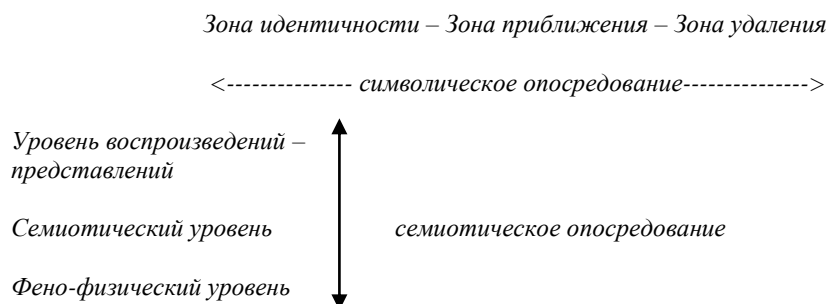 Зона идентичности – Зона приближения – Зона удаления
<--------------- символическое опосредование--------------->
Уровень воспроизведений –
представлений
Семиотический уровень семиотическое опосредование
Фено-физический уровень